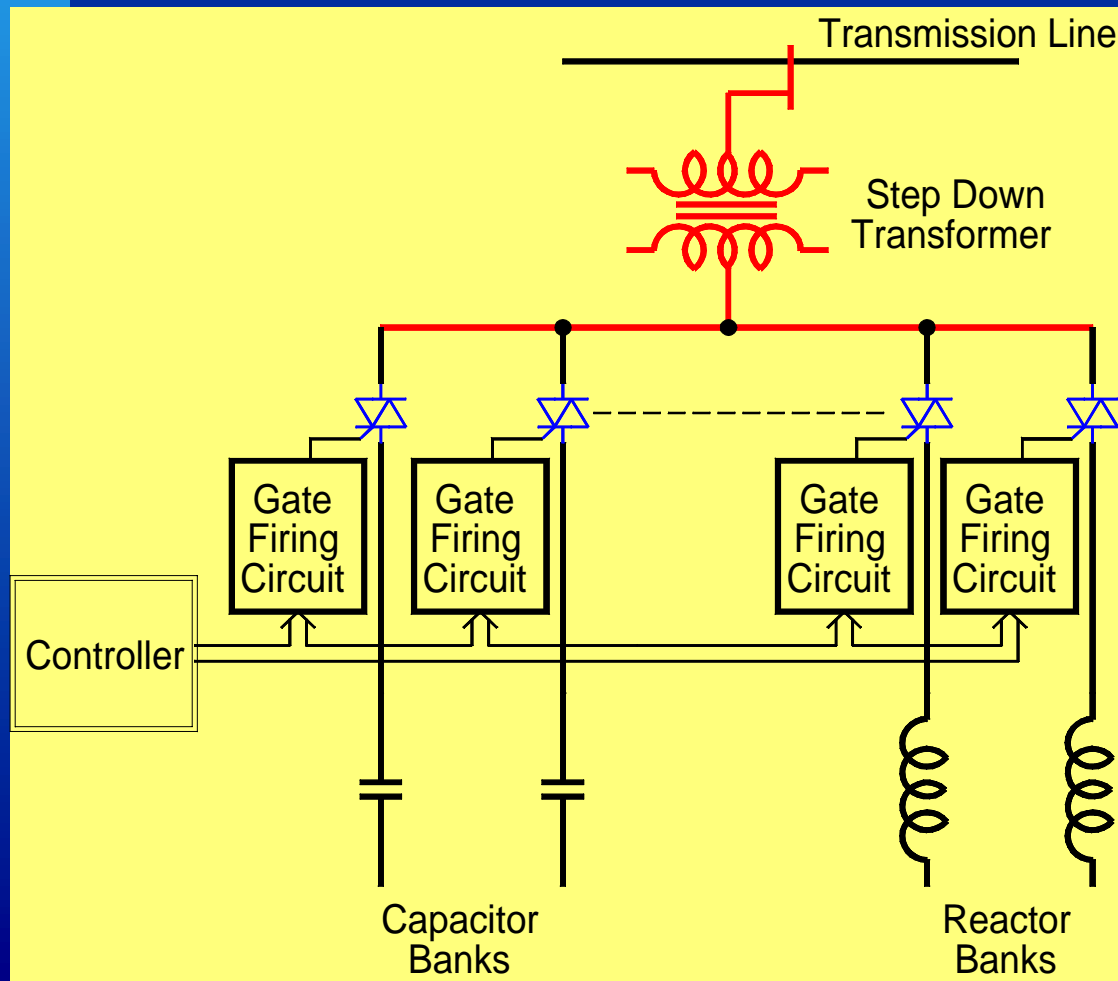 Transmission Line
Step Down
Transformer
Gate
Firing
Circuit
Gate
Firing
Circuit
Gate
Firing
Circuit
Gate
Firing
Circuit
Controller
Capacitor
Banks
Reactor
Banks